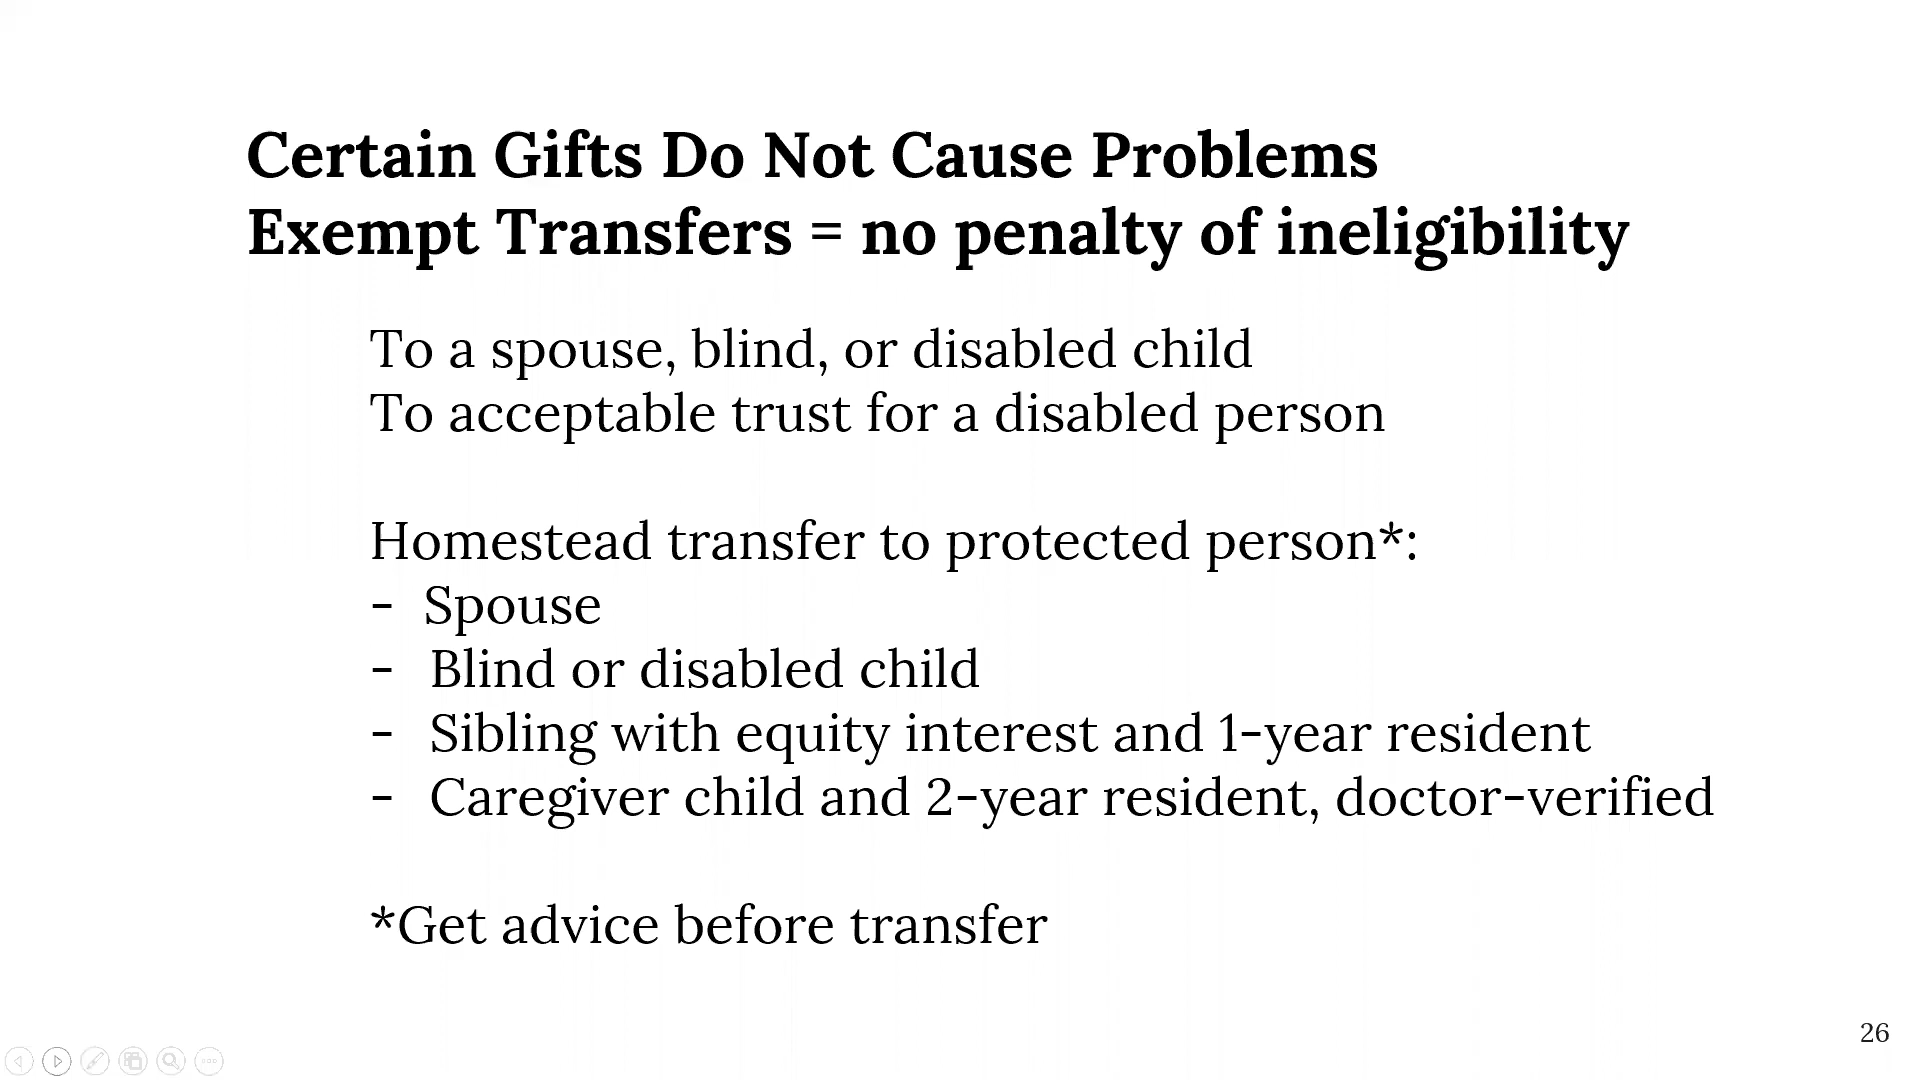 Certain Gifts Do Not Cause Problems
Exempt Transfers = no penalty of ineligibility
To a spouse, blind, or disabled child
To acceptable trust for a disabled person
Homestead transfer to protected person*:
- Spouse
- Blind or disabled child
- Sibling with equity interest and 1-year resident
- Caregiver child and 2-year resident, doctor-verified
*Get advice before transfer
26